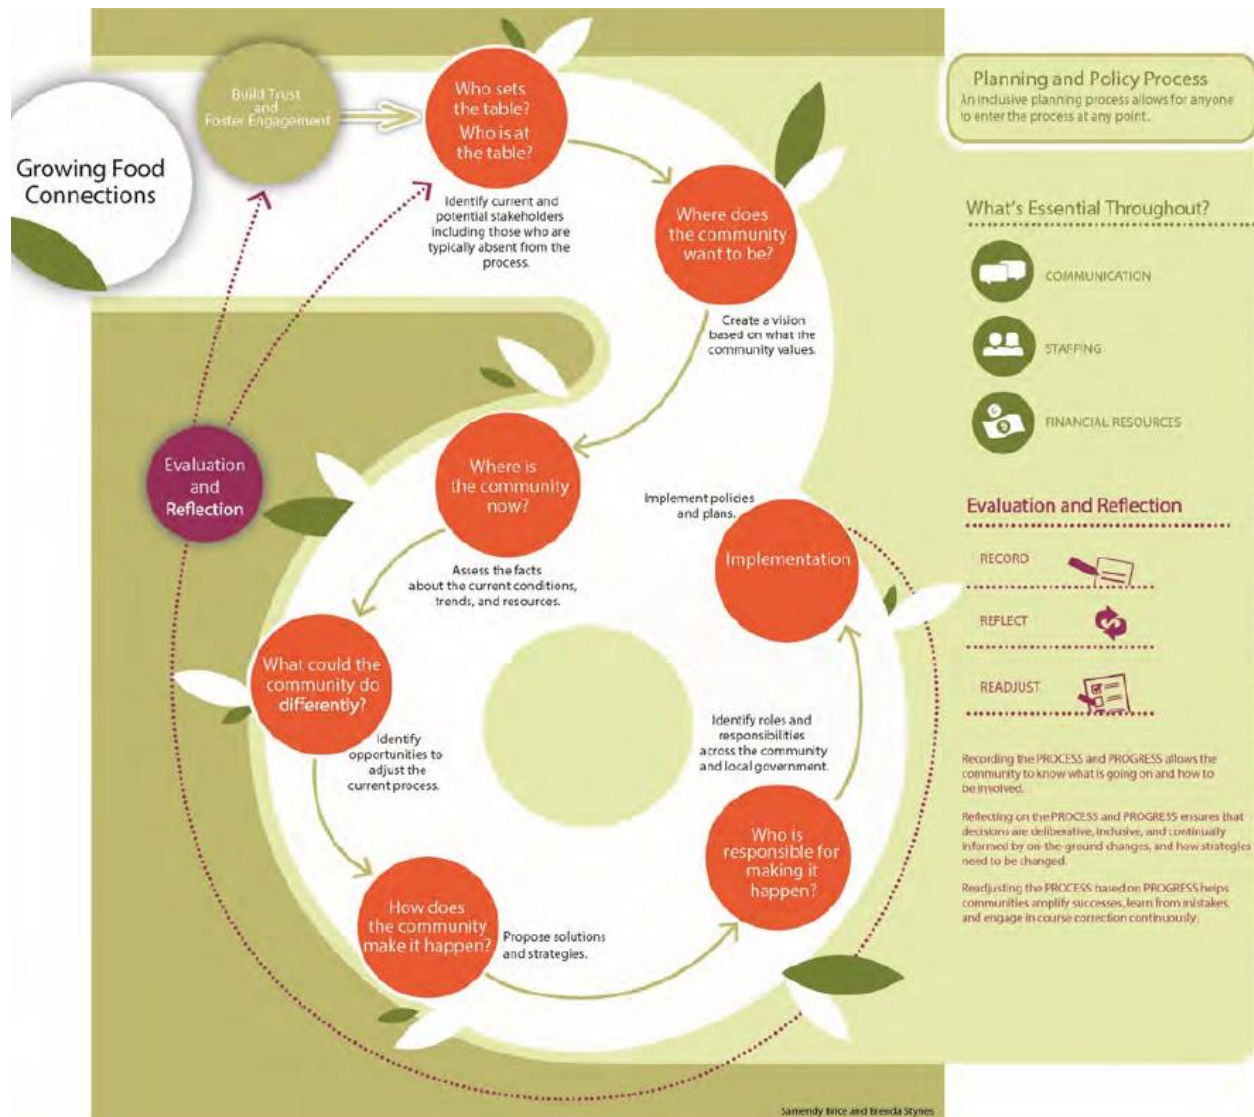 Growing Food
Connections
Build Trust
and
Foster Engagement
Who sets
the table?
Who is at
the table?
Identify current and
potential stakeholders
including those who are
typically absent from the
process.
Where does
the community
want to be?
Create a vision
based on what the
community values.
Where is
the community
now?
Assess the facts
about the current conditions,
trends, and resources.
What could the
community do
differently?
Identify
opportunities to
adjust the
current process.
How does
the community
make it happen?
Propose solutions
and strategies.
Who is
responsible for
making it
happen?
Identify roles and
responsibilities
across the community
and local government.
Implementation
Implement policies
and plans.
Evaluation
and
Reflection
Planning and Policy Process
An inclusive planning process allows for anyone
to enter the process at any point.
What's Essential Throughout?
COMMUNICATION
STAFFING
FINANCIAL RESOURCES
Evaluation and Reflection
RECORD
REFLECT
READJUST
Recording the PROCESS and PROGRESS allows the
community to know what is going on and how to
be involved.
Reflecting on the PROCESS and PROGRESS ensures that
decisions are deliberative, inclusive, and continually
informed by on-the-ground changes, and how strategies
need to be changed.
Readjusting the PROCESS based on PROGRESS helps
communities amplify successes, learn from mistakes,
and engage in course correction continuously.
Samendy Brice and Brenda Stynes